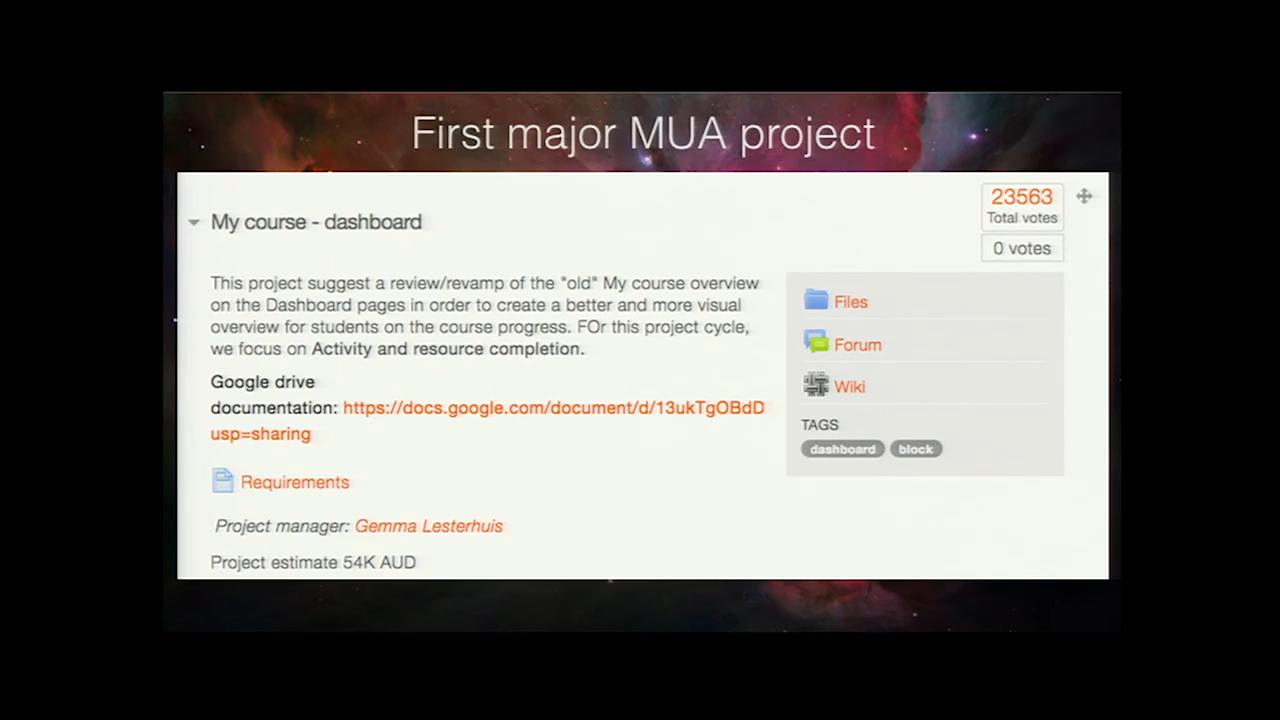 First major MUA project
23563
Total votes
0 votes
My course - dashboard
This project suggest a review/revamp of the "old" My course overview
on the Dashboard pages in order to create a better and more visual
overview for students on the course progress. FOr this project cycle,
we focus on Activity and resource completion.
Google drive
documentation: https://docs.google.com/document/d/13ukTgOBdD
usp=sharing
Requirements
Project manager: Gemma Lesterhuis
Project estimate 54K AUD
Files
Forum
Wiki
TAGS
dashboard block